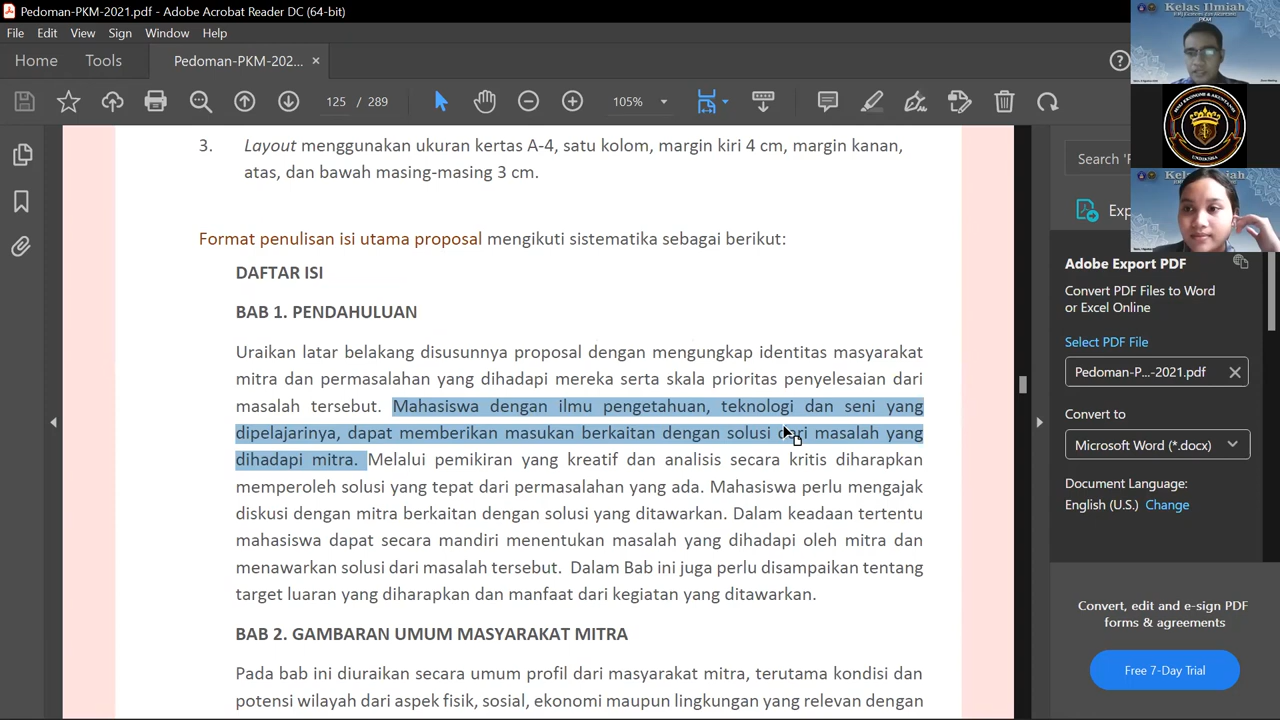 Pedoman-PKM-2021.pdf - Adobe Acrobat Reader DC (64-bit)
File Edit View Sign Window Help
Home Tools Pedoman-PKM-202... ×
125 / 289 105%
3. Layout menggunakan ukuran kertas A-4, satu kolom, margin kiri 4 cm, margin kanan,
atas, dan bawah masing-masing 3 cm.
Format penulisan isi utama proposal mengikuti sistematika sebagai berikut:
DAFTAR ISI
BAB 1. PENDAHULUAN
Uraikan latar belakang disusunnya proposal dengan mengungkap identitas masyarakat
mitra dan permasalahan yang dihadapi mereka serta skala prioritas penyelesaian dari
masalah tersebut. Mahasiswa dengan ilmu pengetahuan, teknologi dan seni yang
dipelajarinya, dapat memberikan masukan berkaitan dengan solusi dari masalah yang
dihadapi mitra. Melalui pemikiran yang kreatif dan analisis secara kritis diharapkan
memperoleh solusi yang tepat dari permasalahan yang ada. Mahasiswa perlu mengajak
diskusi dengan mitra berkaitan dengan solusi yang ditawarkan. Dalam keadaan tertentu
mahasiswa dapat secara mandiri menentukan masalah yang dihadapi oleh mitra dan
menawarkan solusi dari masalah tersebut. Dalam Bab ini juga perlu disampaikan tentang
target luaran yang diharapkan dan manfaat dari kegiatan yang ditawarkan.
BAB 2. GAMBARAN UMUM MASYARAKAT MITRA
Pada bab ini diuraikan secara umum profil dari masyarakat mitra, terutama kondisi dan
potensi wilayah dari aspek fisik, sosial, ekonomi maupun lingkungan yang relevan dengan
Kelas Ilmiah
PKM
HMJ EKONOMI & AKUNTANSI
UNDIKSHA
Kelas Ilmiah
Search 'R
Exp
Adobe Export PDF
Convert PDF Files to Word
or Excel Online
Select PDF File
Pedoman-P...-2021.pdf
Convert to
Microsoft Word (*.docx)
Document Language:
English (U.S.) Change
Convert, edit and e-sign PDF
forms & agreements
Free 7-Day Trial